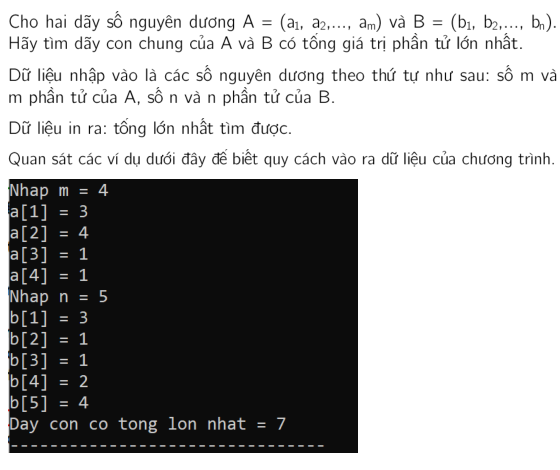 Cho hai dãy số nguyên dương A = (a₁, a₂,..., aₘ) và B = (b₁, b₂,..., bₙ).
Hãy tìm dãy con chung của A và B có tổng giá trị phần tử lớn nhất.
Dữ liệu nhập vào là các số nguyên dương theo thứ tự như sau: số m và
m phần tử của A, số n và n phần tử của B.
Dữ liệu in ra: tổng lớn nhất tìm được.
Quan sát các ví dụ dưới đây để biết quy cách vào ra dữ liệu của chương trình.
Nhap m = 4
a[1] = 3
a[2] = 4
a[3] = 1
a[4] = 1
Nhap n = 5
b[1] = 3
b[2] = 1
b[3] = 1
b[4] = 2
b[5] = 4
Day con co tong lon nhat = 7
--------------------------------